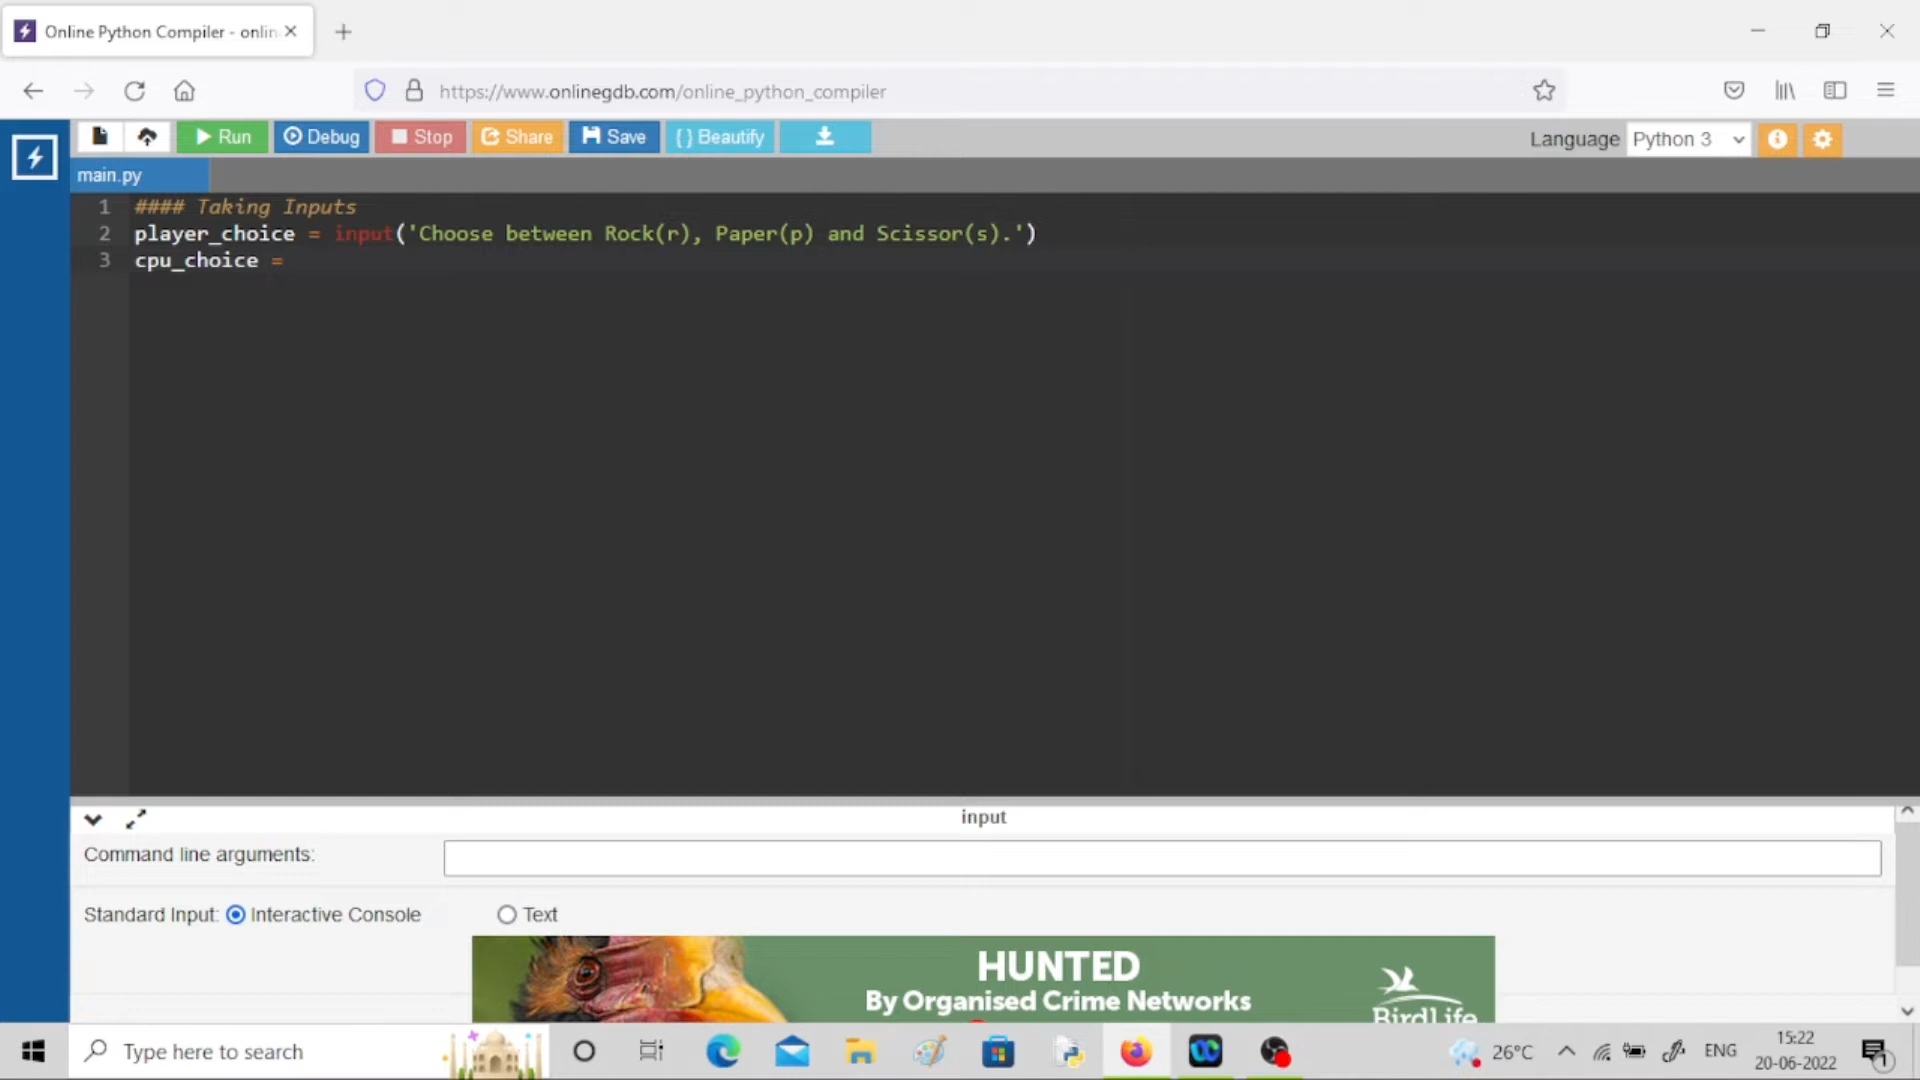 Online Python Compiler - onlin
https://www.onlinegdb.com/online_python_compiler
Run Debug Stop Share Save { } Beautify Language Python 3
main.py
1 #### Taking Inputs
2 player_choice = input('Choose between Rock(r), Paper(p) and Scissor(s).')
3 cpu_choice =
input
Command line arguments:
Standard Input: Interactive Console Text
HUNTED
By Organised Crime Networks
BirdLife
Type here to search
26°C ENG 15:22
20-06-2022
1